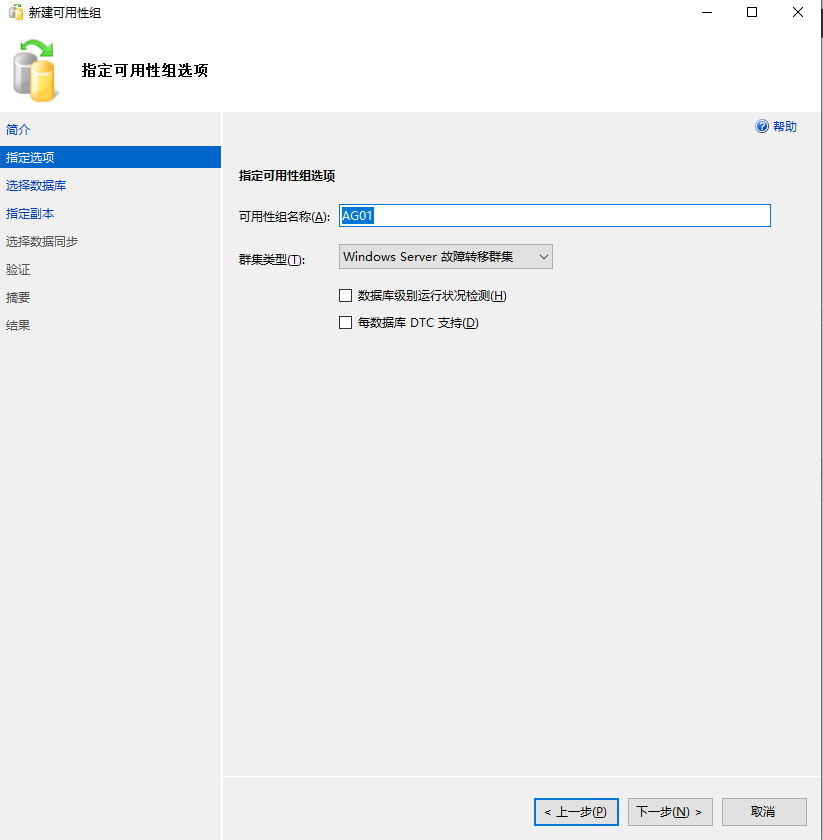 新建可用性组
指定可用性组选项
简介
指定选项
选择数据库
指定副本
选择数据同步
验证
摘要
结果
帮助
指定可用性组选项
可用性组名称(A): AG01
群集类型(T): Windows Server 故障转移群集
数据库级别运行状况检测(H)
每数据库 DTC 支持(D)
< 上一步(P) 下一步(N) > 取消